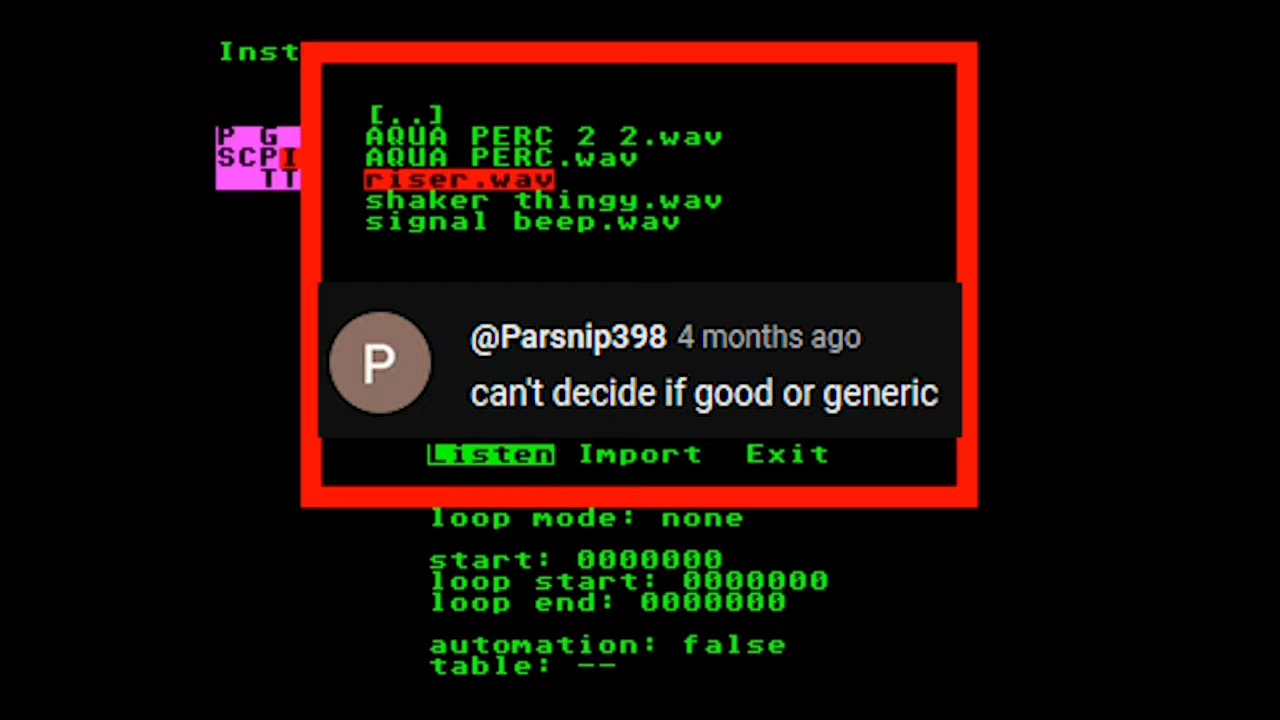 Inst
P G
SCPI
TT
[..]
AQUA PERC 2 2.wav
AQUA PERC.wav
riser.wav
shaker thingy.wav
signal beep.wav
P
@Parsnip398 4 months ago
can't decide if good or generic
Listen Import Exit
loop mode: none
start: 0000000
loop start: 0000000
loop end: 0000000
automation: false
table: --